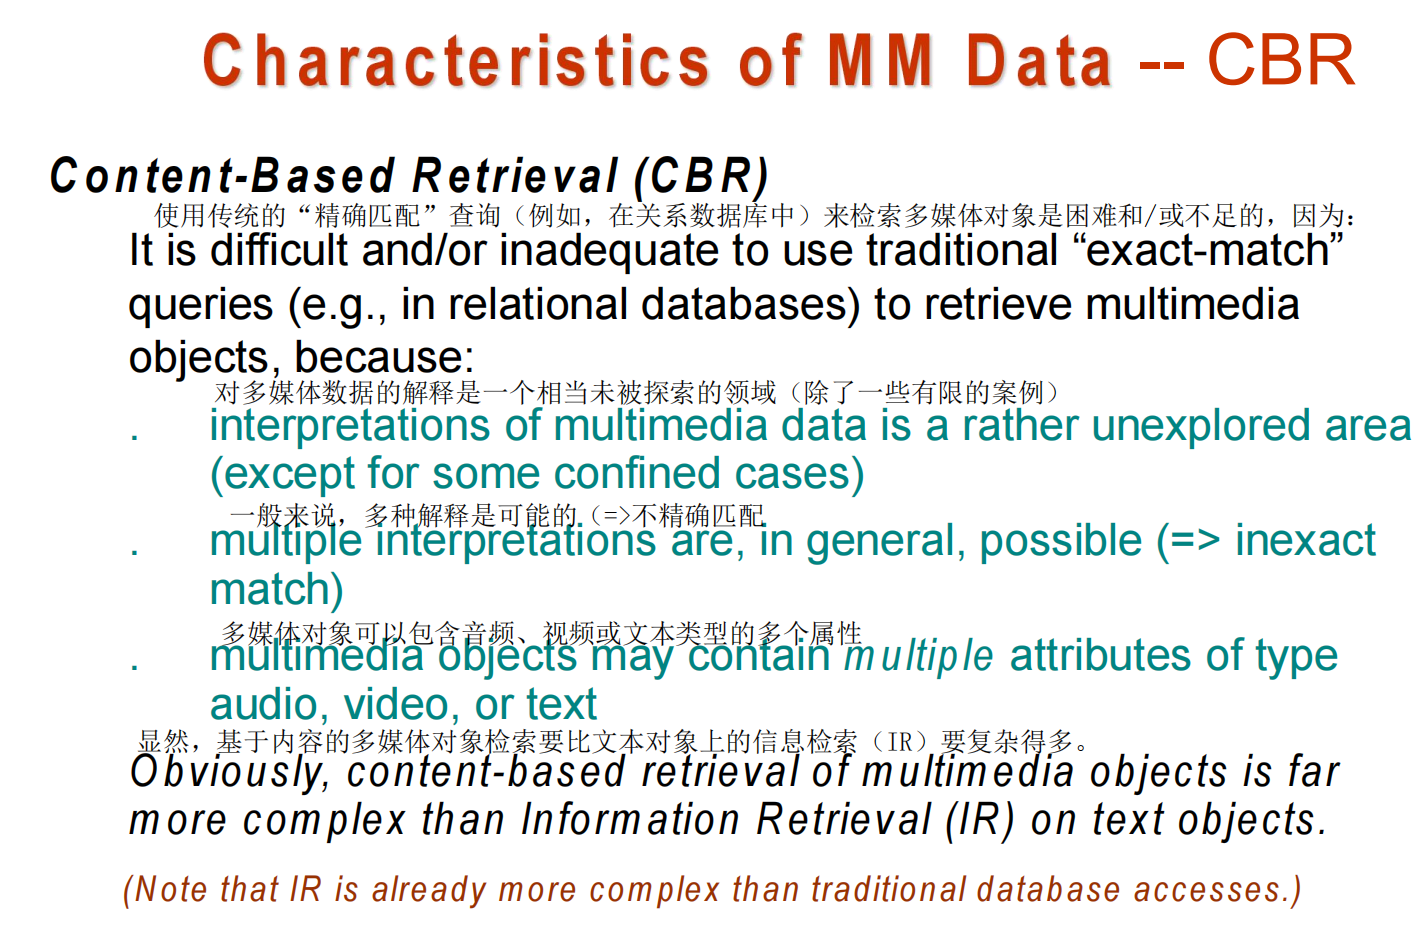 Characteristics of MM Data -- CBR
Content-Based Retrieval (CBR)
使用传统的“精确匹配”查询（例如，在关系数据库中）来检索多媒体对象是困难和/或不足的，因为：
It is difficult and/or inadequate to use traditional “exact-match”
queries (e.g., in relational databases) to retrieve multimedia
objects, because:
对多媒体数据的解释是一个相当未被探索的领域（除了一些有限的案例）
. interpretations of multimedia data is a rather unexplored area
(except for some confined cases)
一般来说，多种解释是可能的（=>不精确匹配
. multiple interpretations are, in general, possible (=> inexact
match)
多媒体对象可以包含音频、视频或文本类型的多个属性
. multimedia objects may contain multiple attributes of type
audio, video, or text
显然，基于内容的多媒体对象检索要比文本对象上的信息检索（IR）要复杂得多。
Obviously, content-based retrieval of multimedia objects is far
more complex than Information Retrieval (IR) on text objects.
(Note that IR is already more complex than traditional database accesses.)